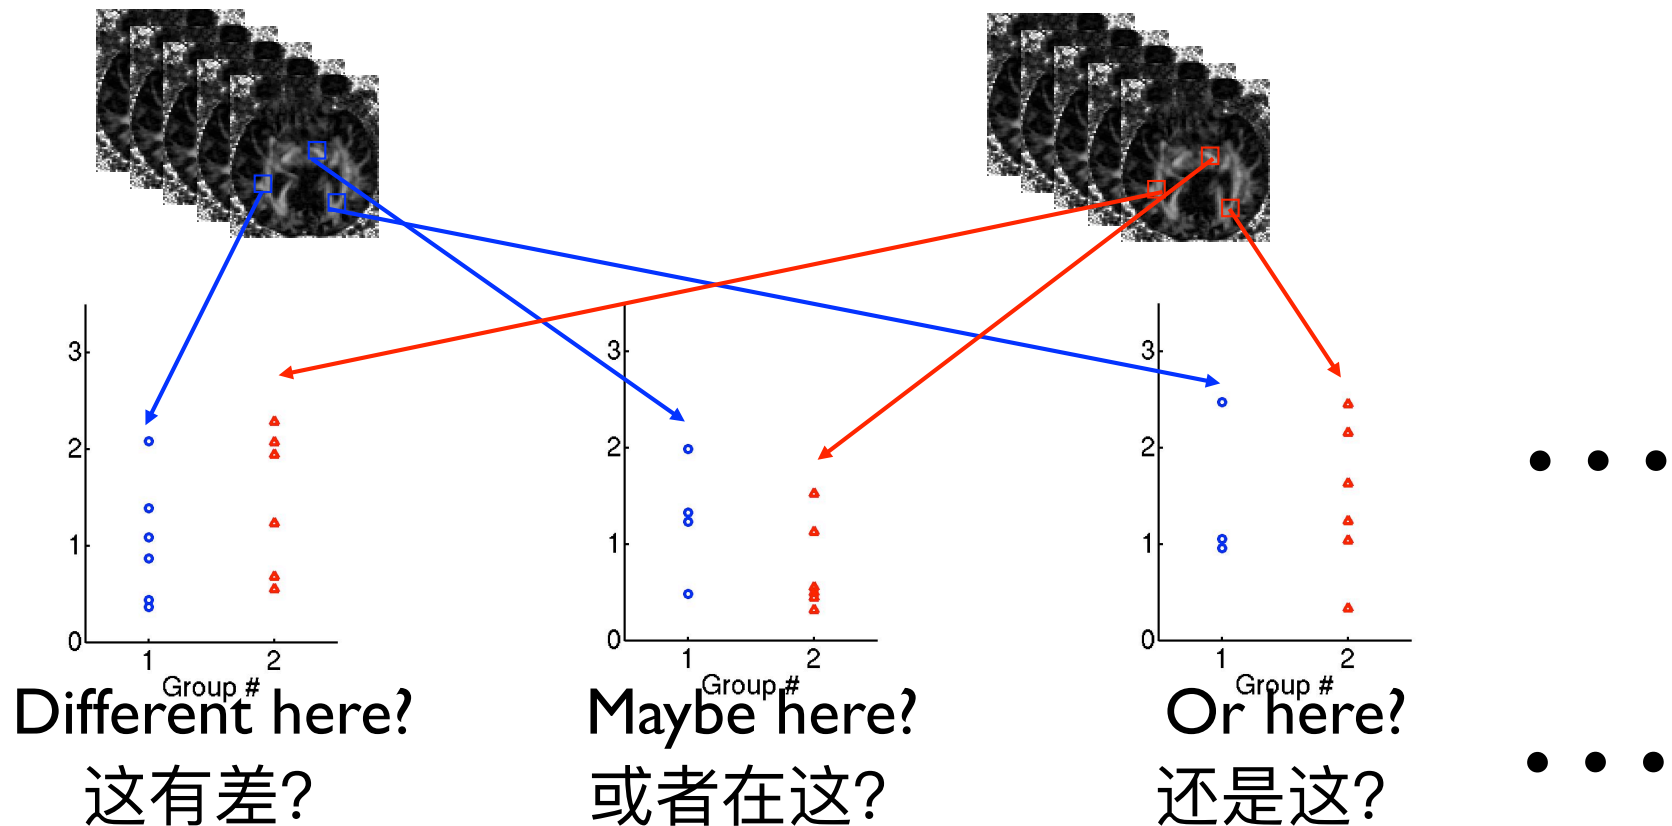 3
2
1
0
1 2
Group #
Different here?
这有差?
3
2
1
0
1 2
Group #
Maybe here?
或者在这?
3
2
1
0
1 2
Group #
Or here?
还是这?
• • •
• • •